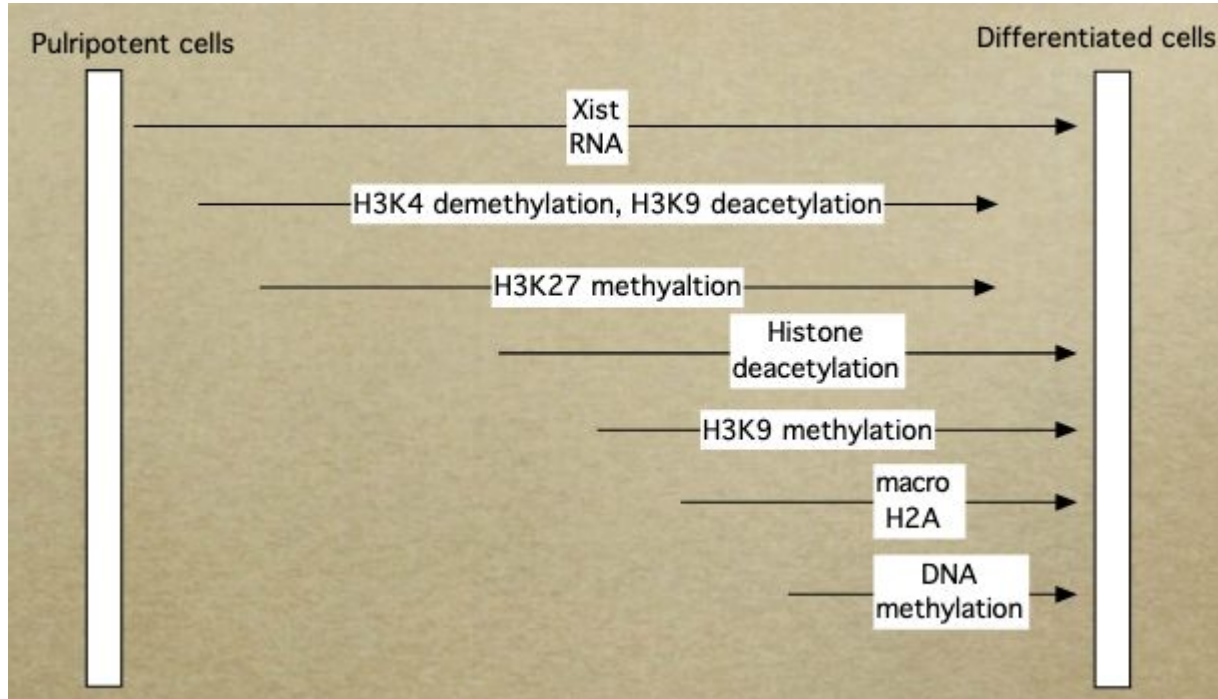 Pulripotent cells
Differentiated cells
Xist
RNA
H3K4 demethylation, H3K9 deacetylation
H3K27 methyaltion
Histone
deacetylation
H3K9 methylation
macro
H2A
DNA
methylation